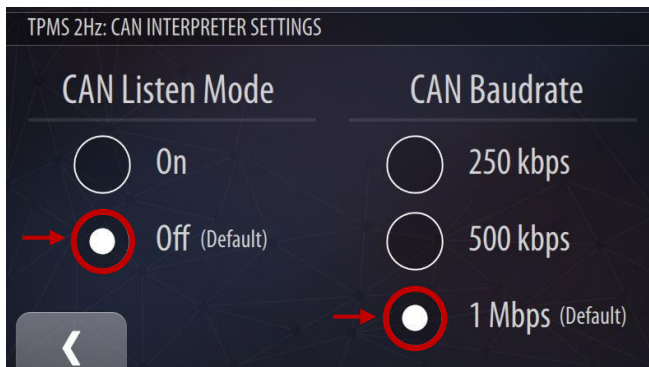 TPMS 2Hz: CAN INTERPRETER SETTINGS
CAN Listen Mode
On
Off (Default)
CAN Baudrate
250 kbps
500 kbps
1 Mbps (Default)